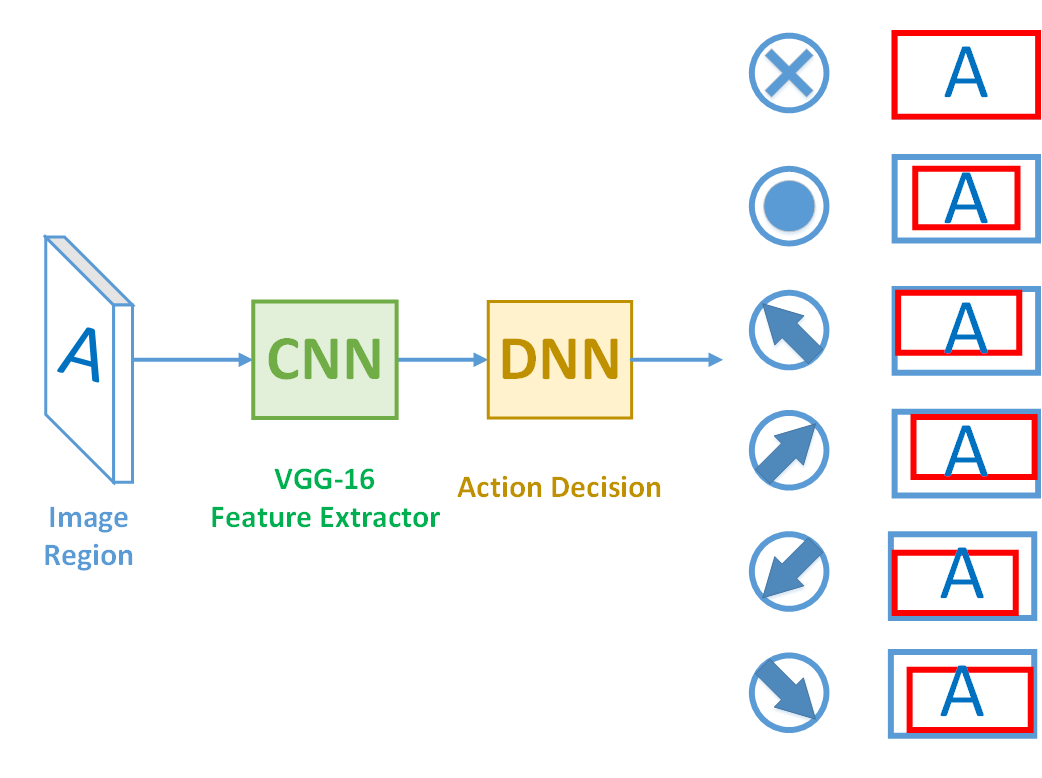 A
Image
Region
CNN
VGG-16
Feature Extractor
DNN
Action Decision
A
A
A
A
A
A